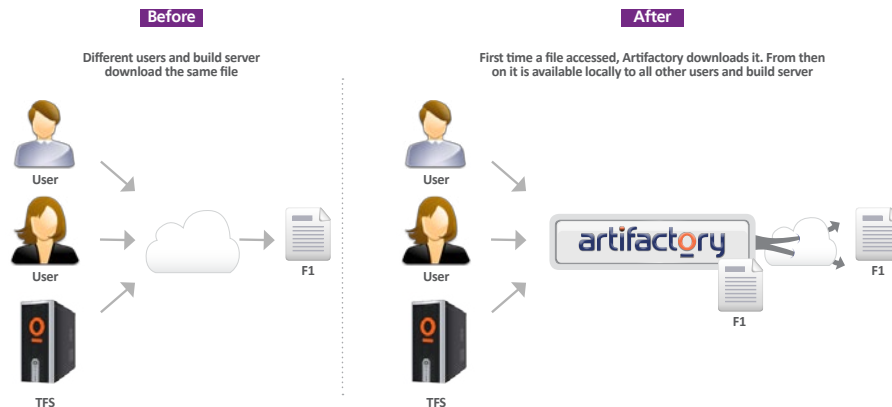 Before
Different users and build server
download the same file
User
User
TFS
F1
After
First time a file accessed, Artifactory downloads it. From then
on it is available locally to all other users and build server
User
User
TFS
artifactory
F1
F1